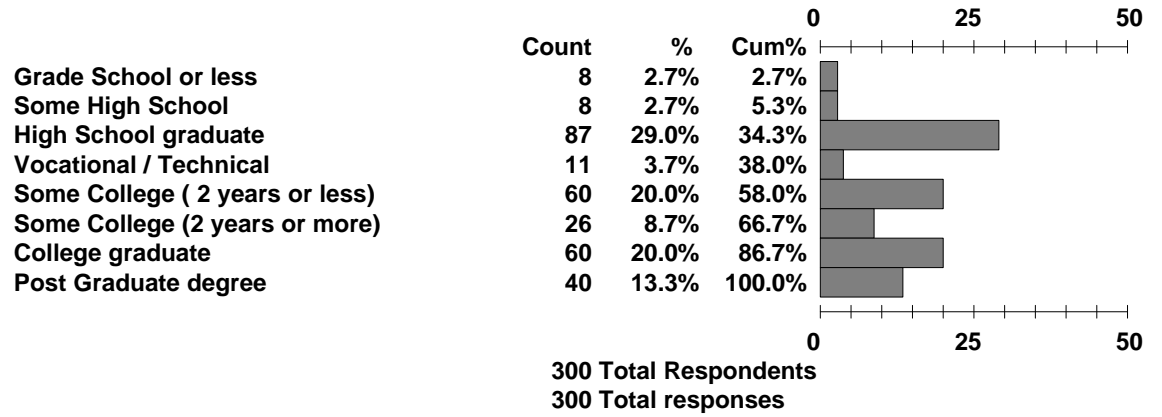 0 25 50
Count % Cum%
Grade School or less 8 2.7% 2.7%
Some High School 8 2.7% 5.3%
High School graduate 87 29.0% 34.3%
Vocational / Technical 11 3.7% 38.0%
Some College ( 2 years or less) 60 20.0% 58.0%
Some College (2 years or more) 26 8.7% 66.7%
College graduate 60 20.0% 86.7%
Post Graduate degree 40 13.3% 100.0%
0 25 50
300 Total Respondents
300 Total responses